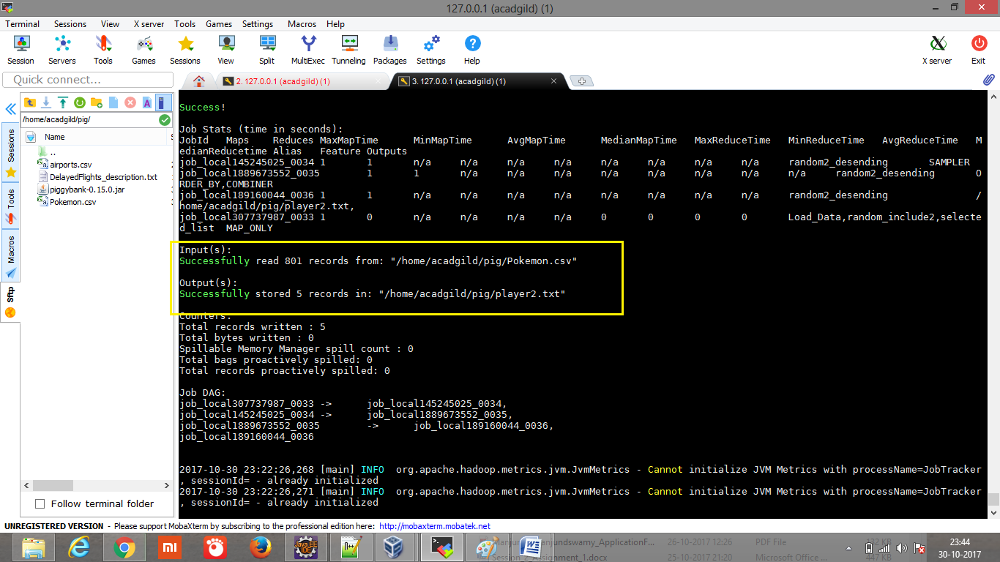 127.0.0.1 (acadgild) (1)
Terminal Sessions View X server Tools Games Settings Macros Help
Session Servers Tools Games Sessions View Split MultiExec Tunneling Packages Settings Help X server Exit
Quick connect...
2. 127.0.0.1 (acadgild) (1)
3. 127.0.0.1 (acadgild) (1)
/home/acadgild/pig/
Name
..
airports.csv
DelayedFlights_description.txt
piggybank-0.15.0.jar
Pokemon.csv
Sessions
Tools
Macros
Sftp
Follow terminal folder
Success!
Job Stats (time in seconds):
JobId Maps Reduces MaxMapTime MinMapTime AvgMapTime MedianMapTime MaxReduceTime MinReduceTime AvgReduceTime M
edianReducetime Alias Feature Outputs
job_local145245025_0034 1 1 n/a n/a n/a n/a n/a n/a n/a random2_desending SAMPLER
job_local1889673552_0035 1 1 n/a n/a n/a n/a n/a n/a n/a n/a random2_desending O
RDER_BY,COMBINER
job_local189160044_0036 1 1 n/a n/a n/a n/a n/a n/a n/a n/a random2_desending /
home/acadgild/pig/player2.txt,
job_local307737987_0033 1 0 n/a n/a n/a n/a 0 0 0 0 Load_Data,random_include2,selecte
d_list MAP_ONLY
Input(s):
Successfully read 801 records from: "/home/acadgild/pig/Pokemon.csv"
Output(s):
Successfully stored 5 records in: "/home/acadgild/pig/player2.txt"
Counters:
Total records written : 5
Total bytes written : 0
Spillable Memory Manager spill count : 0
Total bags proactively spilled: 0
Total records proactively spilled: 0
Job DAG:
job_local307737987_0033 -> job_local145245025_0034,
job_local145245025_0034 -> job_local1889673552_0035,
job_local1889673552_0035 -> job_local189160044_0036,
job_local189160044_0036
2017-10-30 23:22:26,268 [main] INFO org.apache.hadoop.metrics.jvm.JvmMetrics - Cannot initialize JVM Metrics with processName=JobTracker
, sessionId= - already initialized
2017-10-30 23:22:26,271 [main] INFO org.apache.hadoop.metrics.jvm.JvmMetrics - Cannot initialize JVM Metrics with processName=JobTracker
, sessionId= - already initialized
UNREGISTERED VERSION - Please support MobaXterm by subscribing to the professional edition here: http://mobaxterm.mobatek.net
26-10-2017 12:26 PDF File
Session_2_Assignment_1.docx 25-10-2017 21:20 Microsoft Office ... 447 KB
23:44
30-10-2017